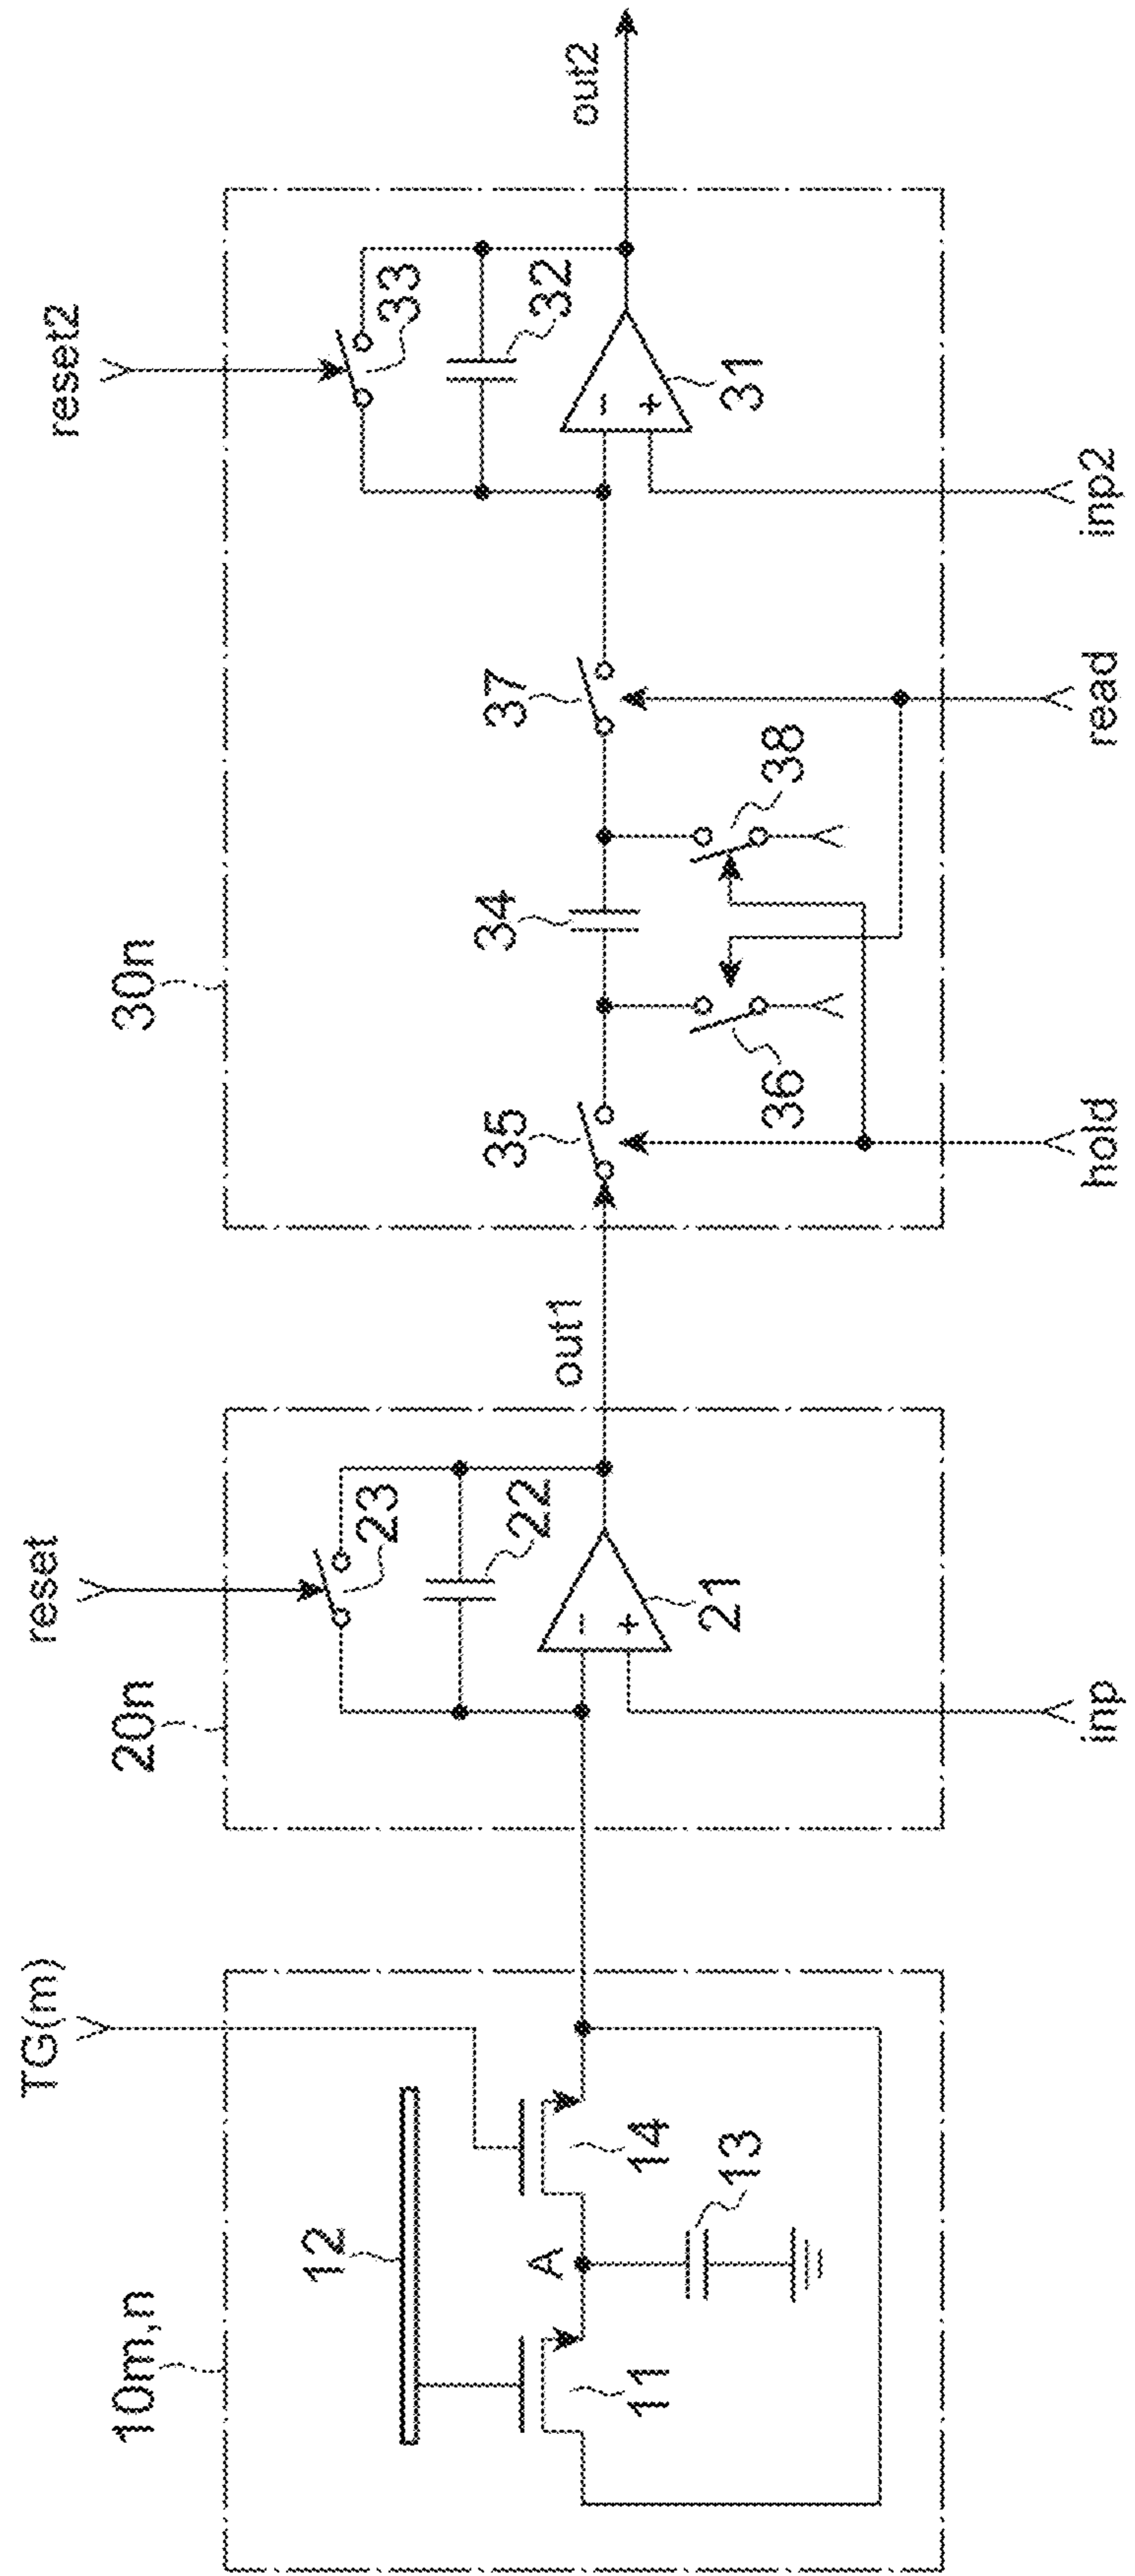 10m,n
TG(m)
12
11
A
14
13
20n
reset
23
22
21
inp
out1
30n
reset2
35
36
34
38
37
33
32
31
hold
read
inp2
out2
-
+
-
+